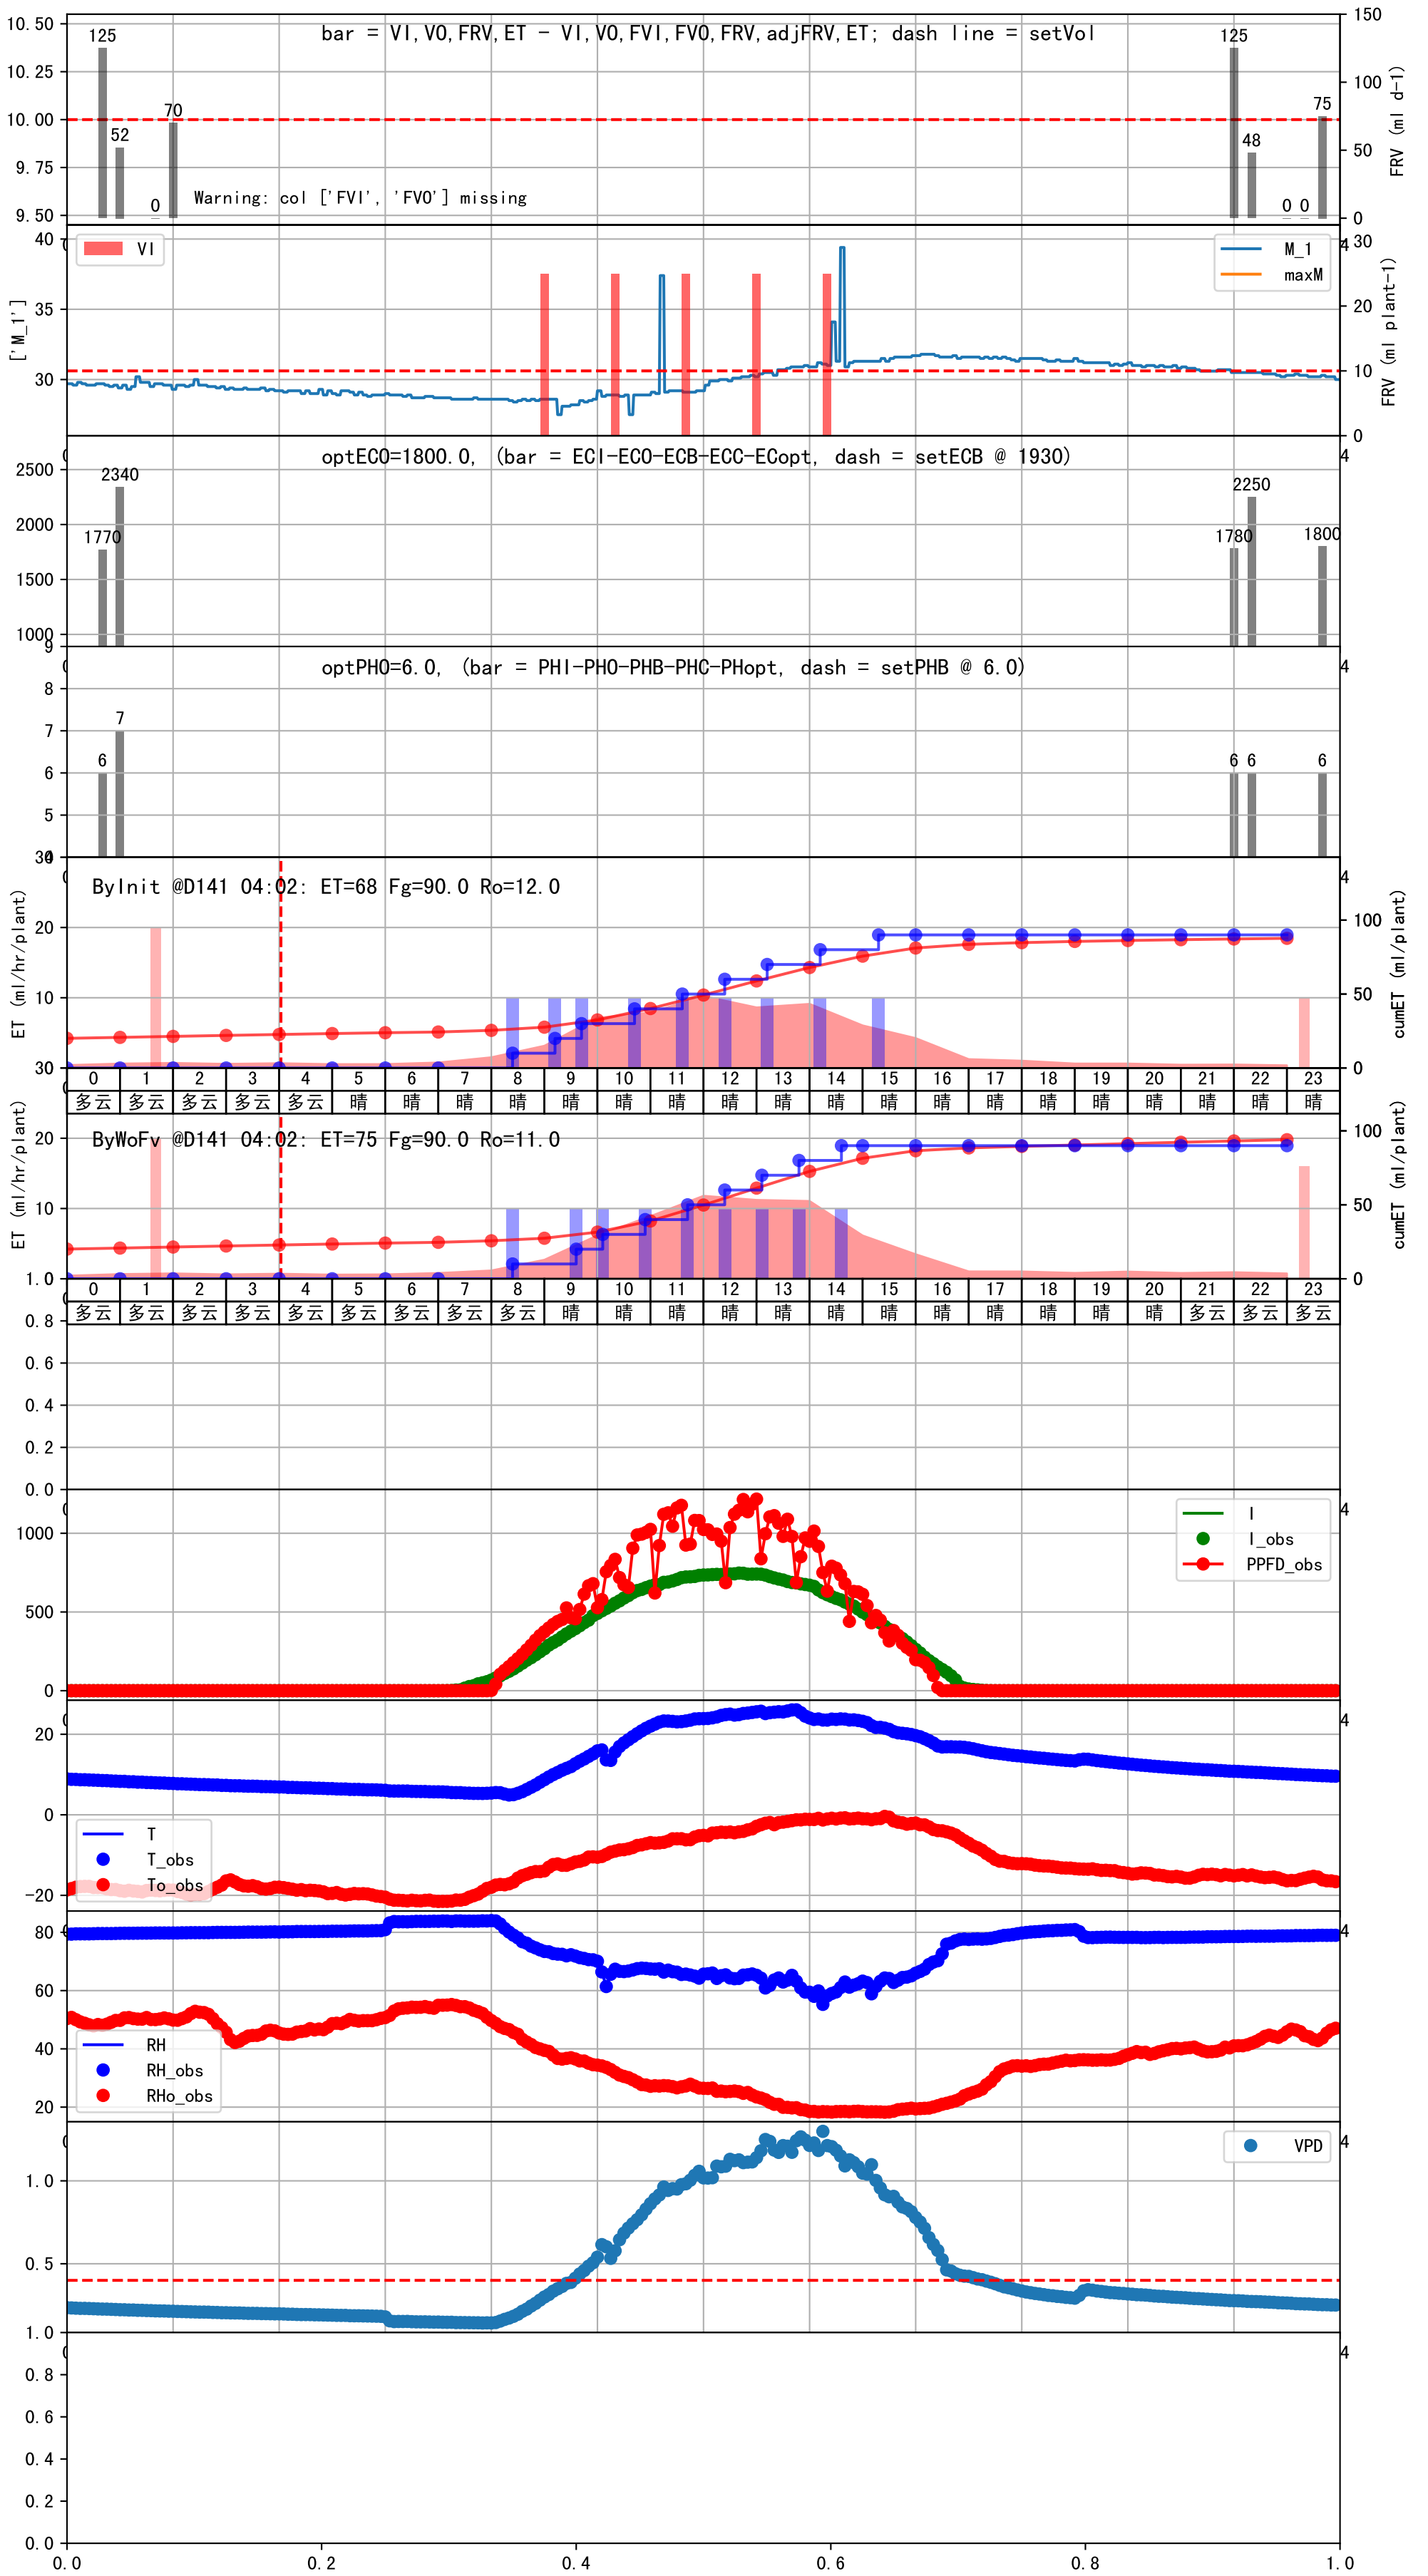 bar = VI,VO,FRV,ET - VI,VO,FVI,FVO,FRV,adjFRV,ET; dash line = setVol
10.50
10.25
10.00
9.75
9.50
125
52
0
70
Warning: col ['FVI', 'FVO'] missing
125
48
0
0
75
150
100
50
0
FRV (ml d-1)
40
35
30
['M_1']
VI
M_1
maxM
4
30
20
10
0
FRV (ml plant-1)
optECO=1800.0, (bar = ECI-ECO-ECB-ECC-ECopt, dash = setECB @ 1930)
2500
2000
1500
1000
1770
2340
1780
2250
1800
4
optPHO=6.0, (bar = PHI-PHO-PHB-PHC-PHopt, dash = setPHB @ 6.0)
9
8
7
6
5
4
6
7
6
6
6
4
ByInit @D141 04:02: ET=68 Fg=90.0 Ro=12.0
30
20
10
0
ET (ml/hr/plant)
4
100
50
0
cumET (ml/plant)
0 1 2 3 4 5 6 7 8 9 10 11 12 13 14 15 16 17 18 19 20 21 22 23
多云 多云 多云 多云 多云 晴 晴 晴 晴 晴 晴 晴 晴 晴 晴 晴 晴 晴 晴 晴 晴 晴 晴 晴
ByWoFv @D141 04:02: ET=75 Fg=90.0 Ro=11.0
30
20
10
ET (ml/hr/plant)
100
50
0
cumET (ml/plant)
0 1 2 3 4 5 6 7 8 9 10 11 12 13 14 15 16 17 18 19 20 21 22 23
多云 多云 多云 多云 多云 多云 多云 多云 多云 晴 晴 晴 晴 晴 晴 晴 晴 晴 晴 晴 晴 多云 多云 多云
1.0
0.8
0.6
0.4
0.2
0.0
4
1000
500
0
I
I_obs
PPFD_obs
4
20
0
-20
T
T_obs
To_obs
4
80
60
40
20
RH
RH_obs
RHo_obs
4
1.0
0.5
VPD
4
1.0
0.8
0.6
0.4
0.2
0.0
0.0 0.2 0.4 0.6 0.8 1.0